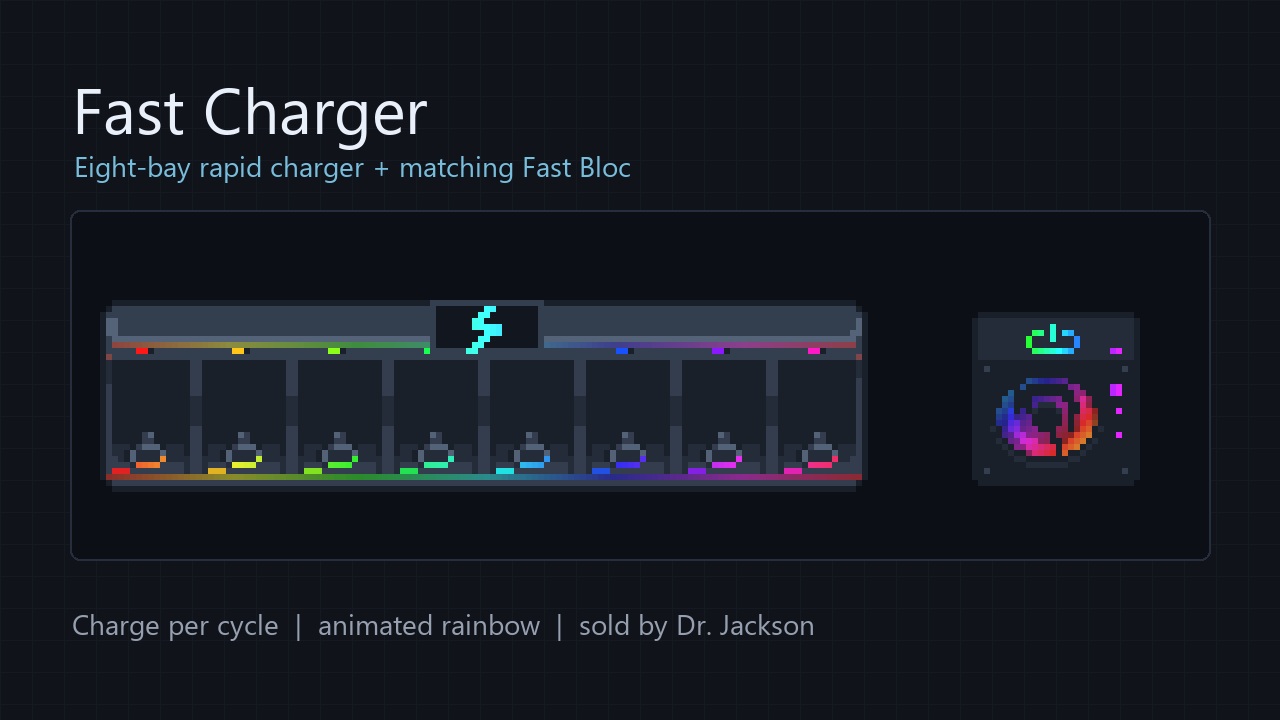 Fast Charger
Eight-bay rapid charger + matching Fast Bloc
Charge per cycle | animated rainbow | sold by Dr. Jackson